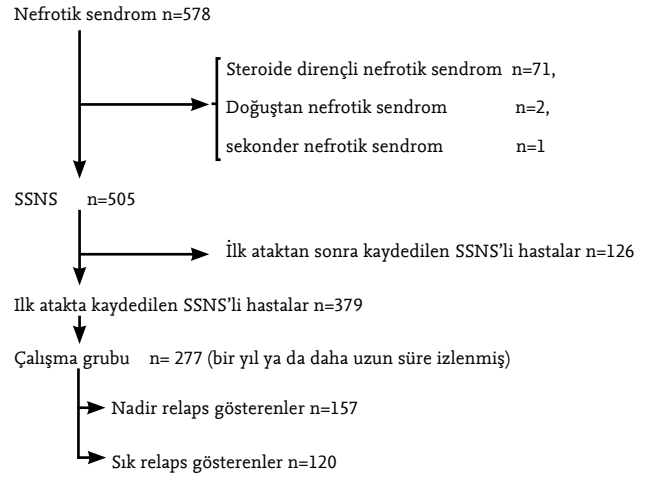 Nefrotik sendrom n=578
Steroide dirençli nefrotik sendrom n=71,
Doğuştan nefrotik sendrom n=2,
sekonder nefrotik sendrom n=1
SSNS n=505
İlk ataktan sonra kaydedilen SSNS'li hastalar n=126
Ilk atakta kaydedilen SSNS'li hastalar n=379
Çalışma grubu n= 277 (bir yıl ya da daha uzun süre izlenmiş)
Nadir relaps gösterenler n=157
Sık relaps gösterenler n=120